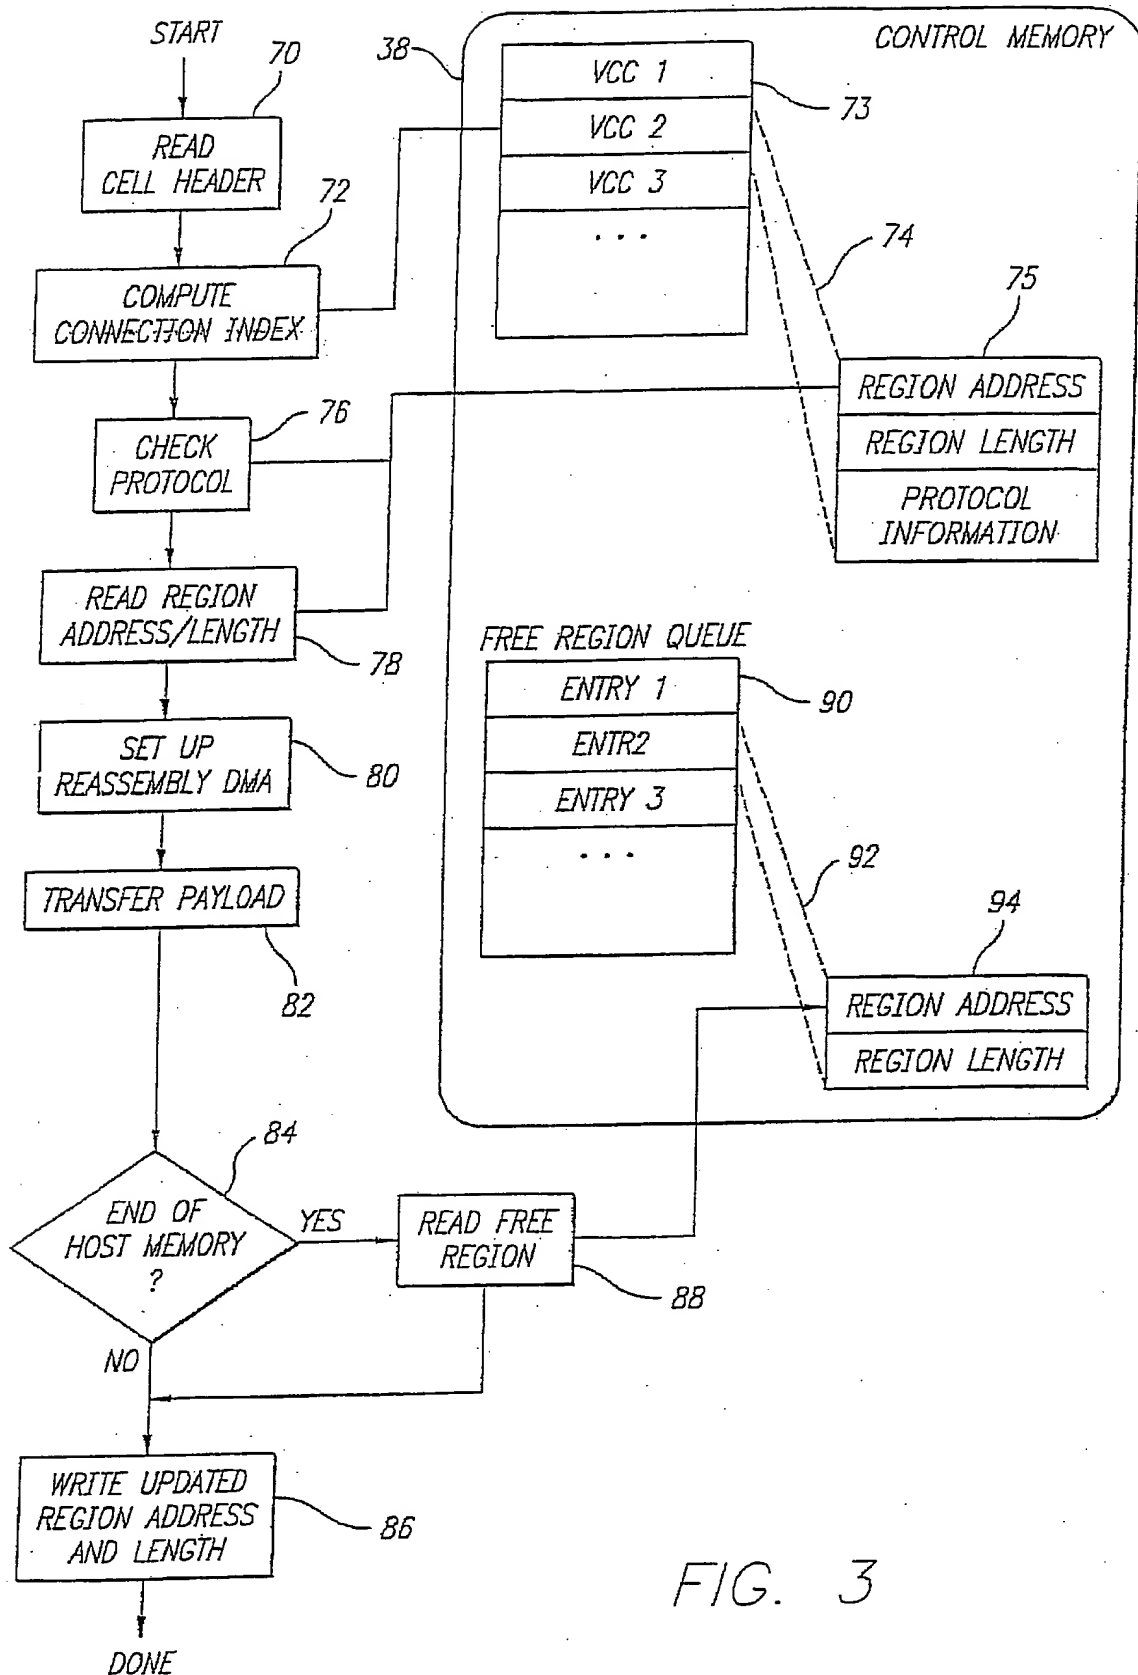 START
70
READ
CELL HEADER
72
COMPUTE
CONNECTION INDEX
76
CHECK
PROTOCOL
READ REGION
ADDRESS/LENGTH
78
SET UP
REASSEMBLY DMA
80
TRANSFER PAYLOAD
82
84
END OF
HOST MEMORY
?
YES
NO
READ FREE
REGION
88
WRITE UPDATED
REGION ADDRESS
AND LENGTH
86
DONE
38
CONTROL MEMORY
VCC 1
73
VCC 2
VCC 3
...
74
75
REGION ADDRESS
REGION LENGTH
PROTOCOL
INFORMATION
FREE REGION QUEUE
ENTRY 1
90
ENTR2
ENTRY 3
...
92
94
REGION ADDRESS
REGION LENGTH
FIG. 3